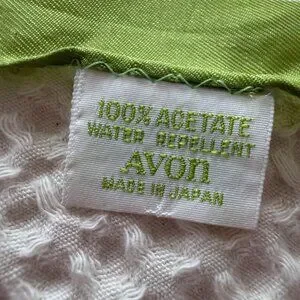 100% ACETATE
WATER REPELLENT
AVON
MADE IN JAPAN